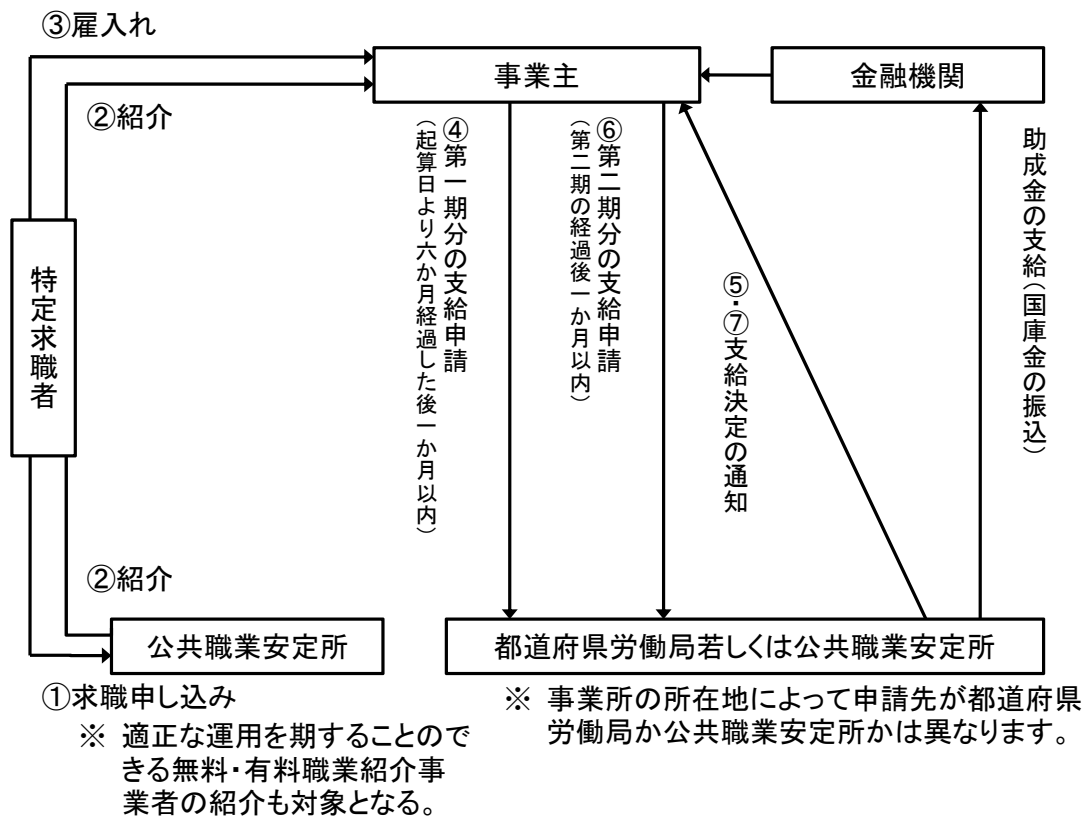 ③雇入れ
事業主
金融機関
②紹介
④第一期分の支給申請
(起算日より六か月経過した後一か月以内)
⑥第二期分の支給申請
(第二期の経過後一か月以内)
⑤・⑦支給決定の通知
助成金の支給(国庫金の振込)
特定求職者
②紹介
公共職業安定所
都道府県労働局若しくは公共職業安定所
①求職申し込み
※ 適正な運用を期することので
きる無料・有料職業紹介事
業者の紹介も対象となる。
※ 事業所の所在地によって申請先が都道府県
労働局か公共職業安定所かは異なります。